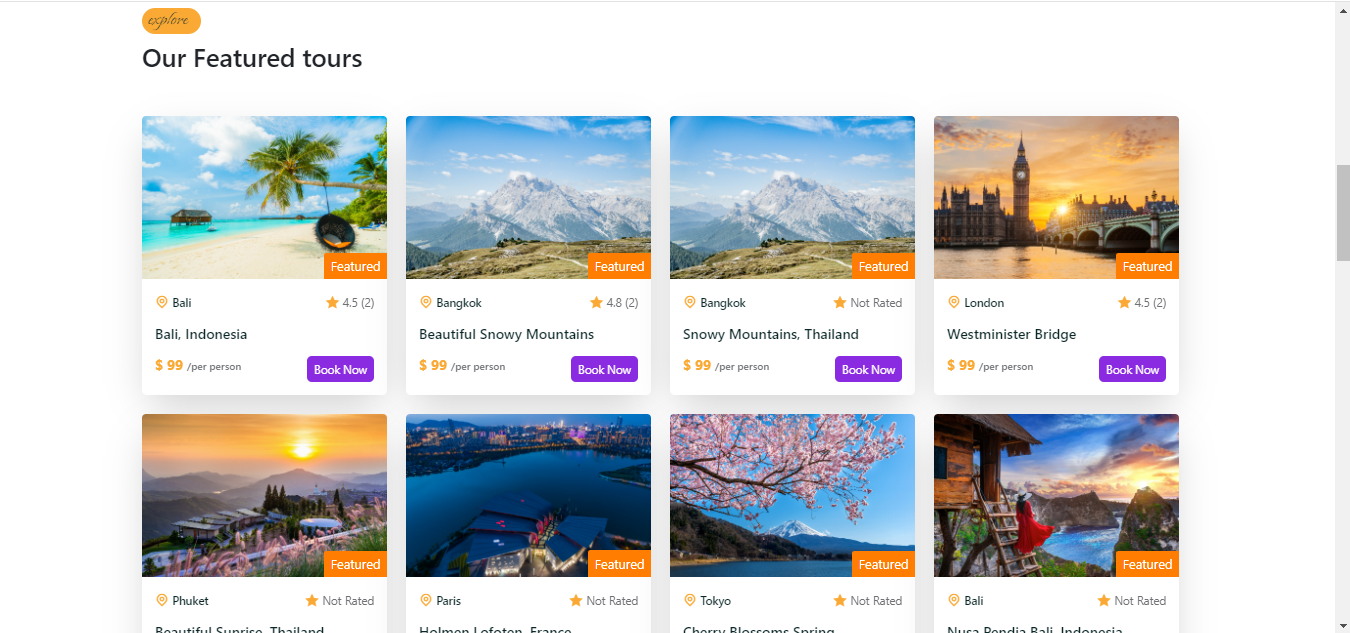 explore
Our Featured tours
Featured Featured Featured Featured
Bali 4.5 (2) Bangkok 4.8 (2) Bangkok Not Rated London 4.5 (2)
Bali, Indonesia Beautiful Snowy Mountains Snowy Mountains, Thailand Westminister Bridge
$ 99 /per person Book Now $ 99 /per person Book Now $ 99 /per person Book Now $ 99 /per person Book Now
Featured Featured Featured Featured
Phuket Not Rated Paris Not Rated Tokyo Not Rated Bali Not Rated
Beautiful Sunrise, Thailand Holmen Lofoten, France Cherry Blossoms Spring Nusa Pendia Bali, Indonesia